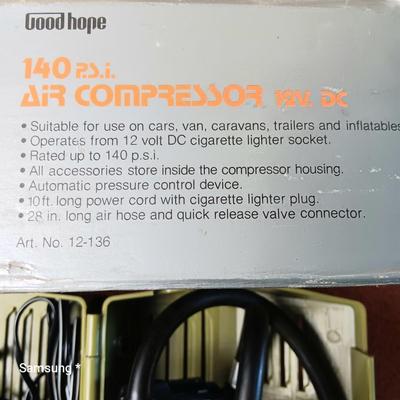 Good hope
140 P.S.i.
AiR COMPRESSOR, 12V. DC
• Suitable for use on cars, van, caravans, trailers and inflatables
• Operates from 12 volt DC cigarette lighter socket.
• Rated up to 140 p.s.i.
• All accessories store inside the compressor housing.
• Automatic pressure control device.
• 10ft. long power cord with cigarette lighter plug.
• 28 in. long air hose and quick release valve connector.
Art. No. 12-136
Samsung *